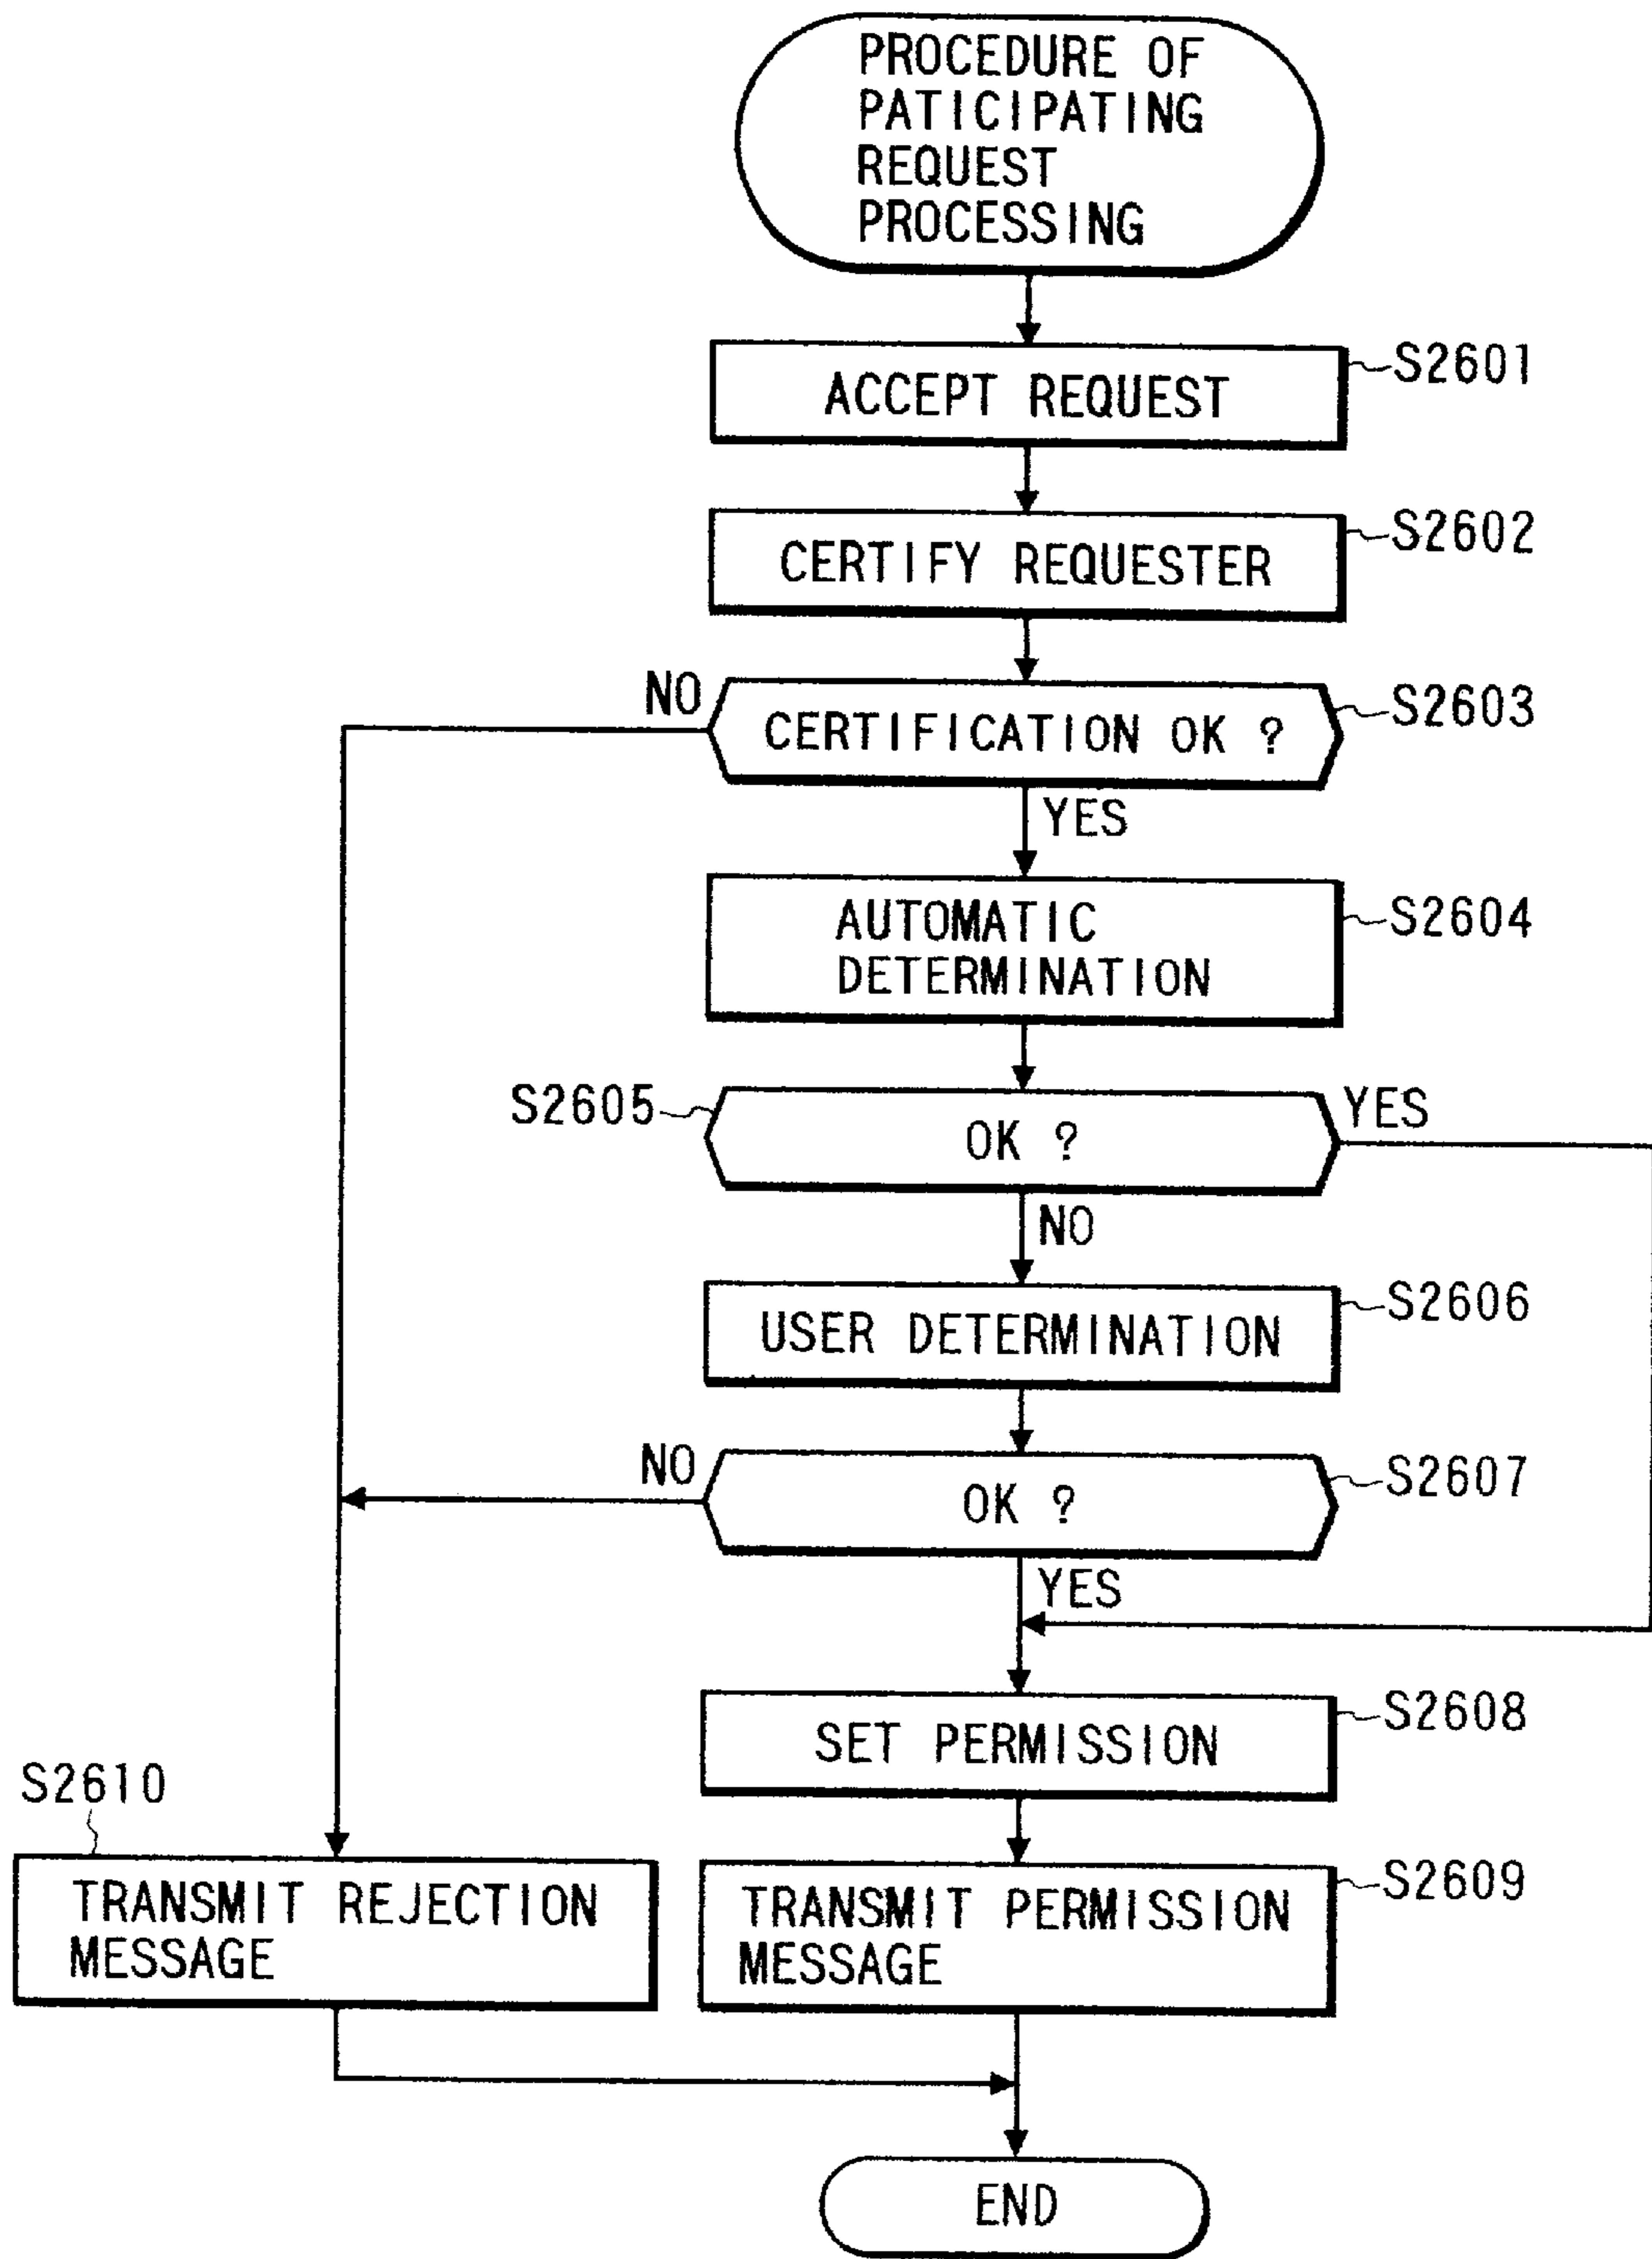 PROCEDURE OF
PATICIPATING
REQUEST
PROCESSING
ACCEPT REQUEST
S2601
CERTIFY REQUESTER
S2602
NO
CERTIFICATION OK ?
S2603
YES
AUTOMATIC
DETERMINATION
S2604
S2605
OK ?
YES
NO
USER DETERMINATION
S2606
NO
OK ?
S2607
YES
SET PERMISSION
S2608
S2610
TRANSMIT REJECTION
MESSAGE
TRANSMIT PERMISSION
MESSAGE
S2609
END